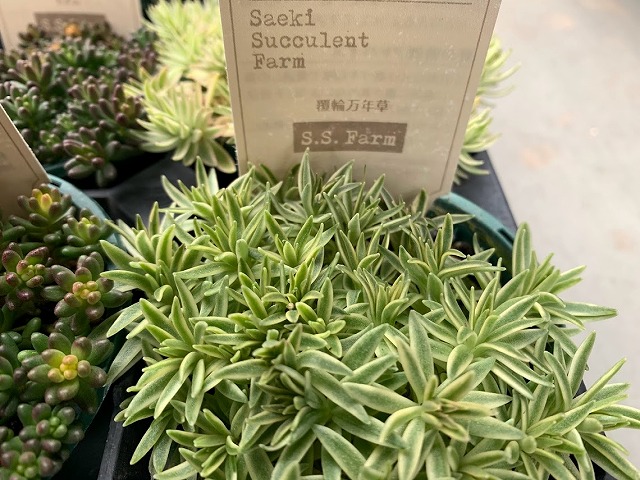 Saeki
Succulent
Farm
覆輪万年草
S.S. Farm